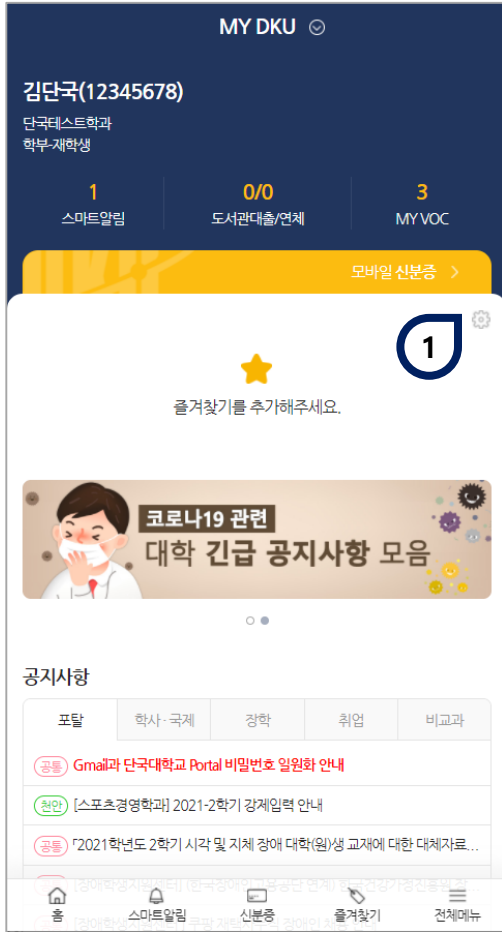 MY DKU
김단국(12345678)
단국테스트학과
학부-재학생
1 0/0 3
스마트알림 도서관대출/연체 MY VOC
모바일 신분증
1
즐겨찾기를 추가해주세요.
코로나19 관련
대학 긴급 공지사항 모음
공지사항
포탈 학사·국제 장학 취업 비교과
공통 Gmail과 단국대학교 Portal 비밀번호 일원화 안내
천안 [스포츠경영학과] 2021-2학기 강제입력 안내
공통 「2021학년도 2학기 시각 및 지체 장애 대학(원)생 교재에 대한 대체자료...
홈 스마트알림 신분증 즐겨찾기 전체메뉴